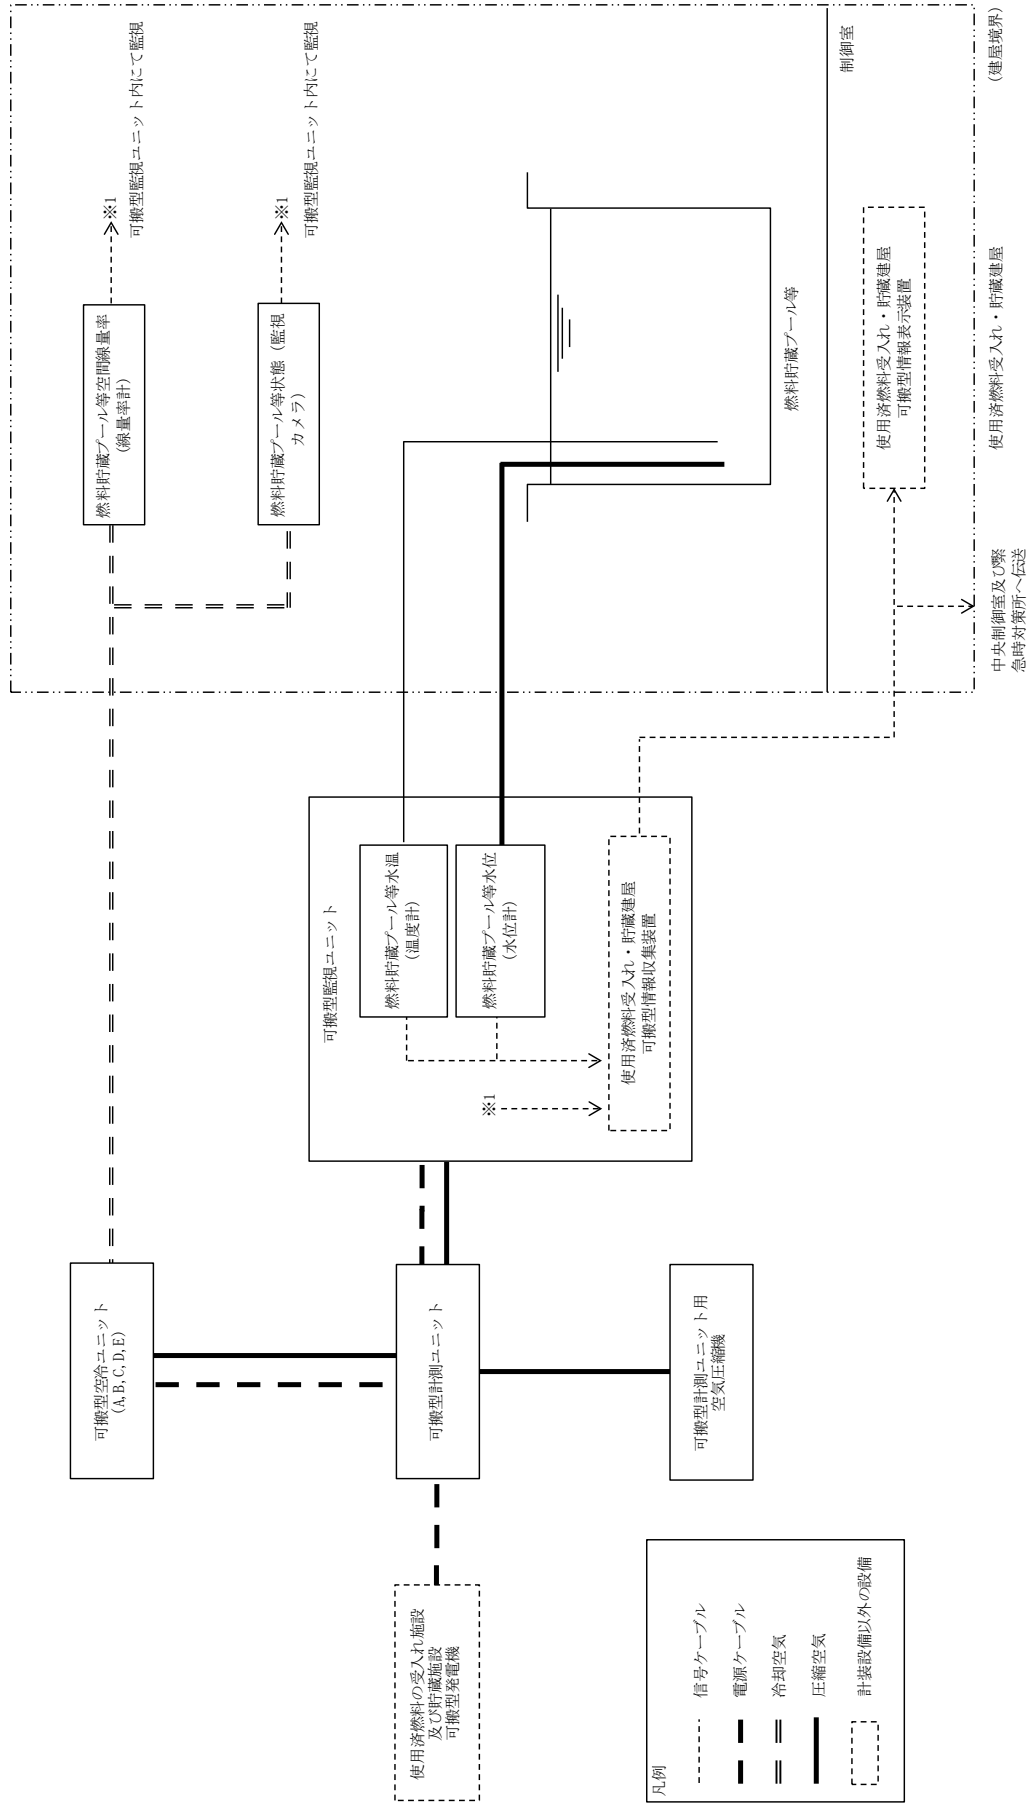 使用済燃料の受入れ施設
及び貯蔵施設
可搬型発電機
可搬型空冷ユニット
(A,B,C,D,E)
可搬型計測ユニット
可搬型計測ユニット用
空気圧縮機
可搬型監視ユニット
燃料貯蔵プール等水温
(温度計)
燃料貯蔵プール等水位
(水位計)
※1
使用済燃料受入れ・貯蔵建屋
可搬型情報収集装置
燃料貯蔵プール等空間線量率
(線量率計)
※1
可搬型監視ユニット内にて監視
燃料貯蔵プール等状態(監視
カメラ)
※1
可搬型監視ユニット内にて監視
燃料貯蔵プール等
制御室
使用済燃料受入れ・貯蔵建屋
可搬型情報表示装置
中央制御室及び緊
急時対策所へ伝送
使用済燃料受入れ・貯蔵建屋
(建屋境界)
凡例
信号ケーブル
電源ケーブル
冷却空気
圧縮空気
計装設備以外の設備